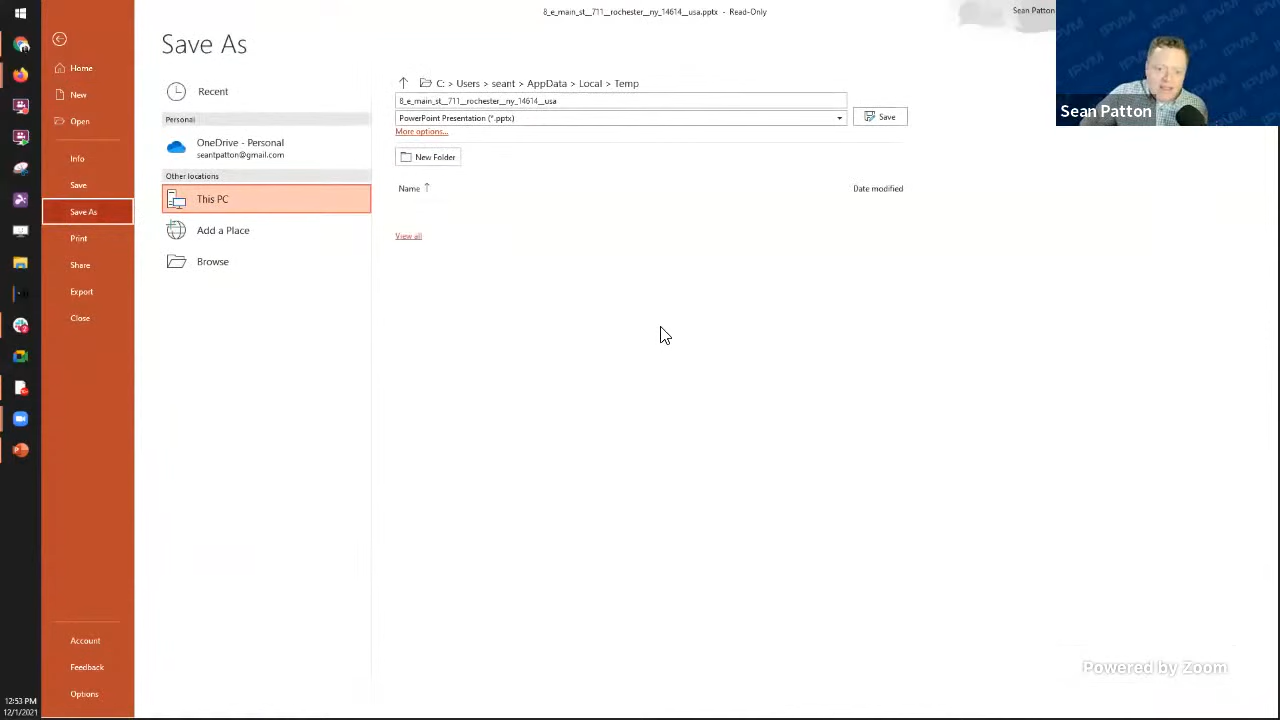 8_e_main_st__711__rochester__ny_14614__usa.pptx - Read-Only
Sean Patton
IPVM
Sean Patton
Save As
Home
New
Open
Info
Save
Save As
Print
Share
Export
Close
Account
Feedback
Options
Recent
Personal
OneDrive - Personal
seantpatton@gmail.com
Other locations
This PC
Add a Place
Browse
C: > Users > seant > AppData > Local > Temp
8_e_main_st__711__rochester__ny_14614__usa
PowerPoint Presentation (*.pptx)
Save
More options...
New Folder
Name
Date modified
View all
Powered by Zoom
12:53 PM
12/1/2021